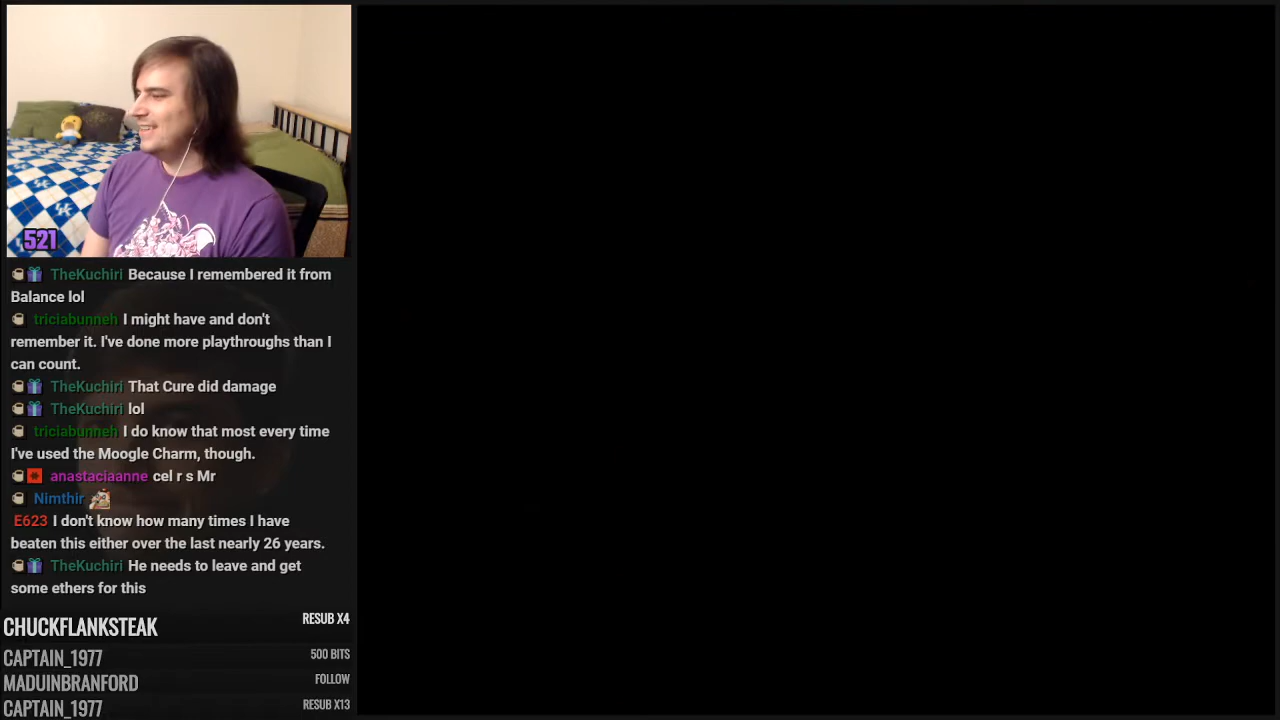 521
TheKuchiri Because I remembered it from
Balance lol
triciabunneh I might have and don't
remember it. I've done more playthroughs than I
can count.
TheKuchiri That Cure did damage
TheKuchiri lol
triciabunneh I do know that most every time
I've used the Moogle Charm, though.
anastaciaanne cel r s Mr
Nimthir
E623 I don't know how many times I have
beaten this either over the last nearly 26 years.
TheKuchiri He needs to leave and get
some ethers for this
CHUCKFLANKSTEAK RESUB X4
CAPTAIN_1977 500 BITS
MADUINBRANFORD FOLLOW
CAPTAIN_1977 RESUB X13